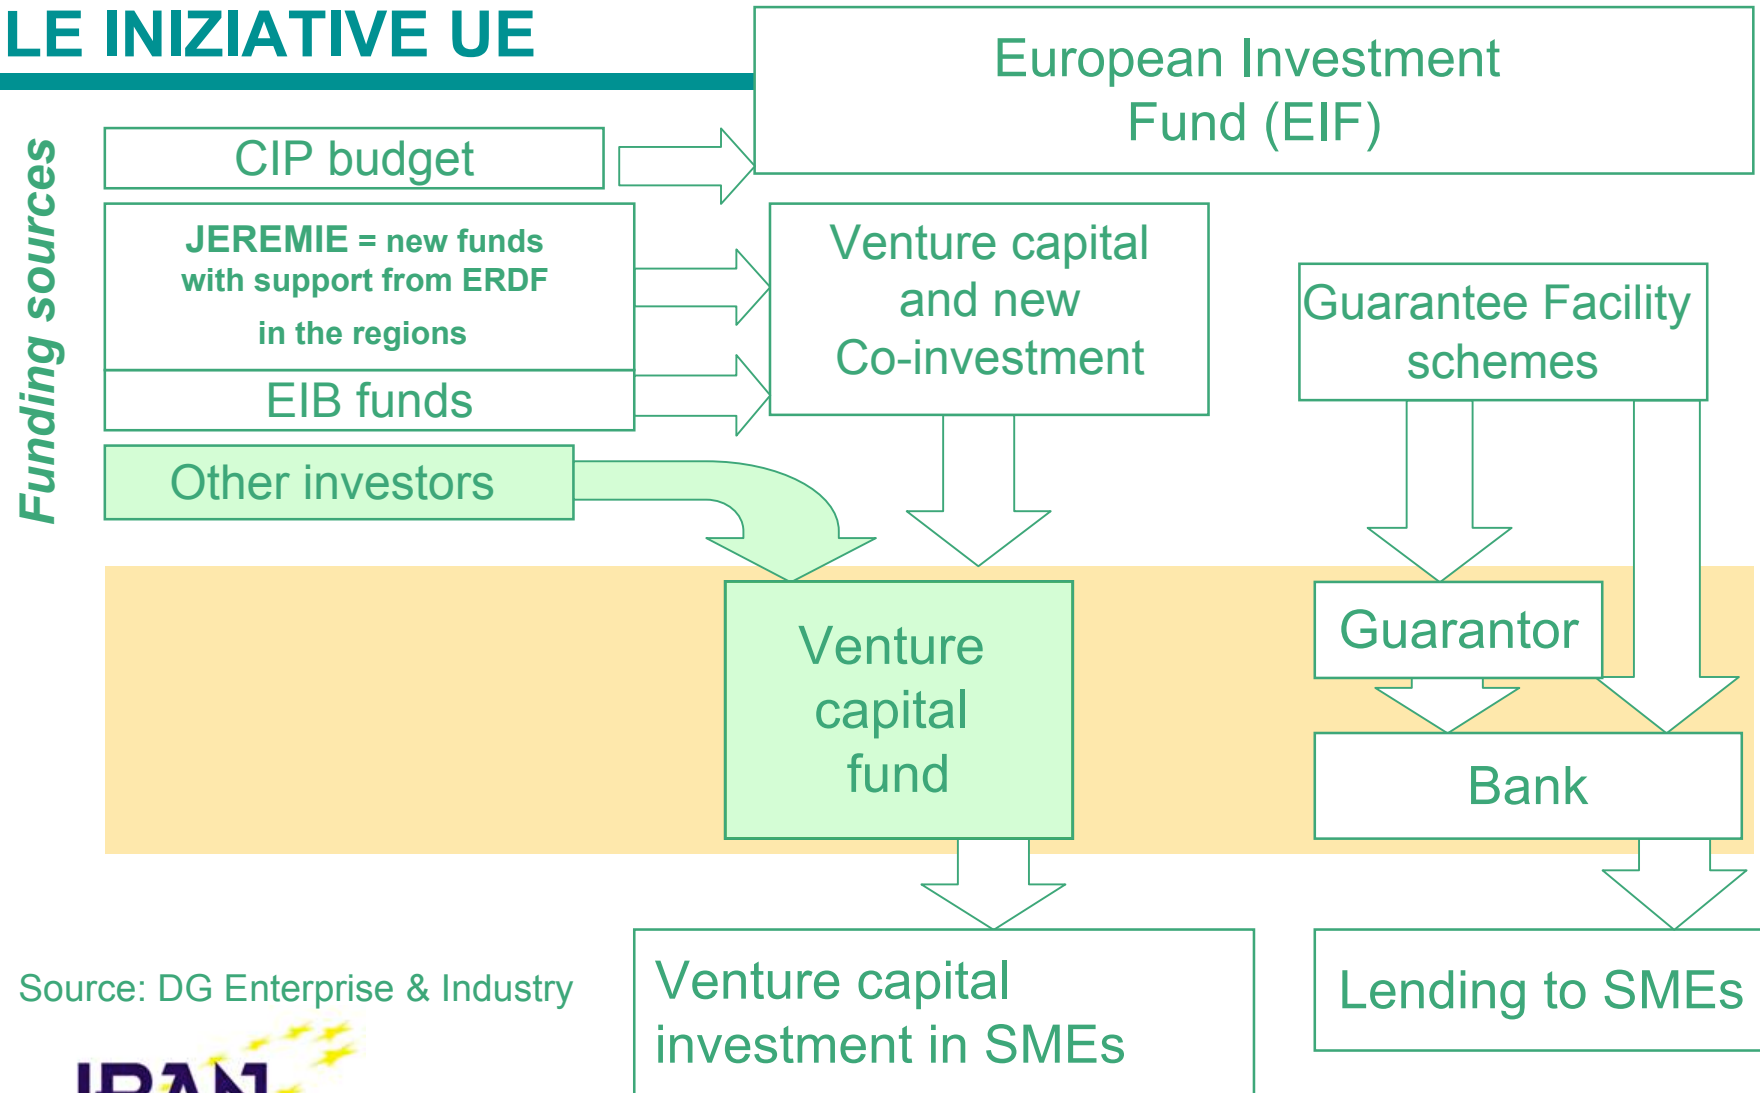 LE INIZIATIVE UE
European Investment
Fund (EIF)
Funding sources
CIP budget
JEREMIE = new funds
with support from ERDF
in the regions
EIB funds
Other investors
Venture capital
and new
Co-investment
Guarantee Facility
schemes
Venture
capital
fund
Guarantor
Bank
Source: DG Enterprise & Industry
Venture capital
investment in SMEs
Lending to SMEs
IBAN